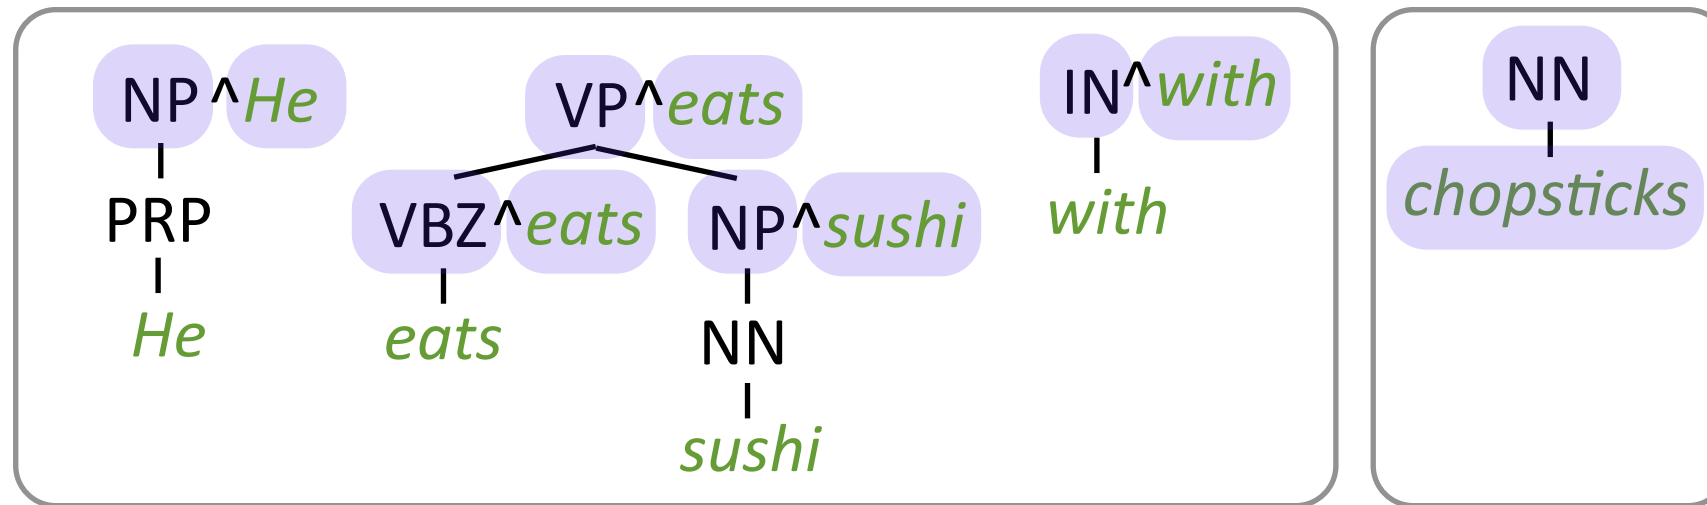 NP ^He VP ^eats IN ^with NN
PRP VBZ ^eats NP ^sushi with chopsticks
He eats NN
sushi